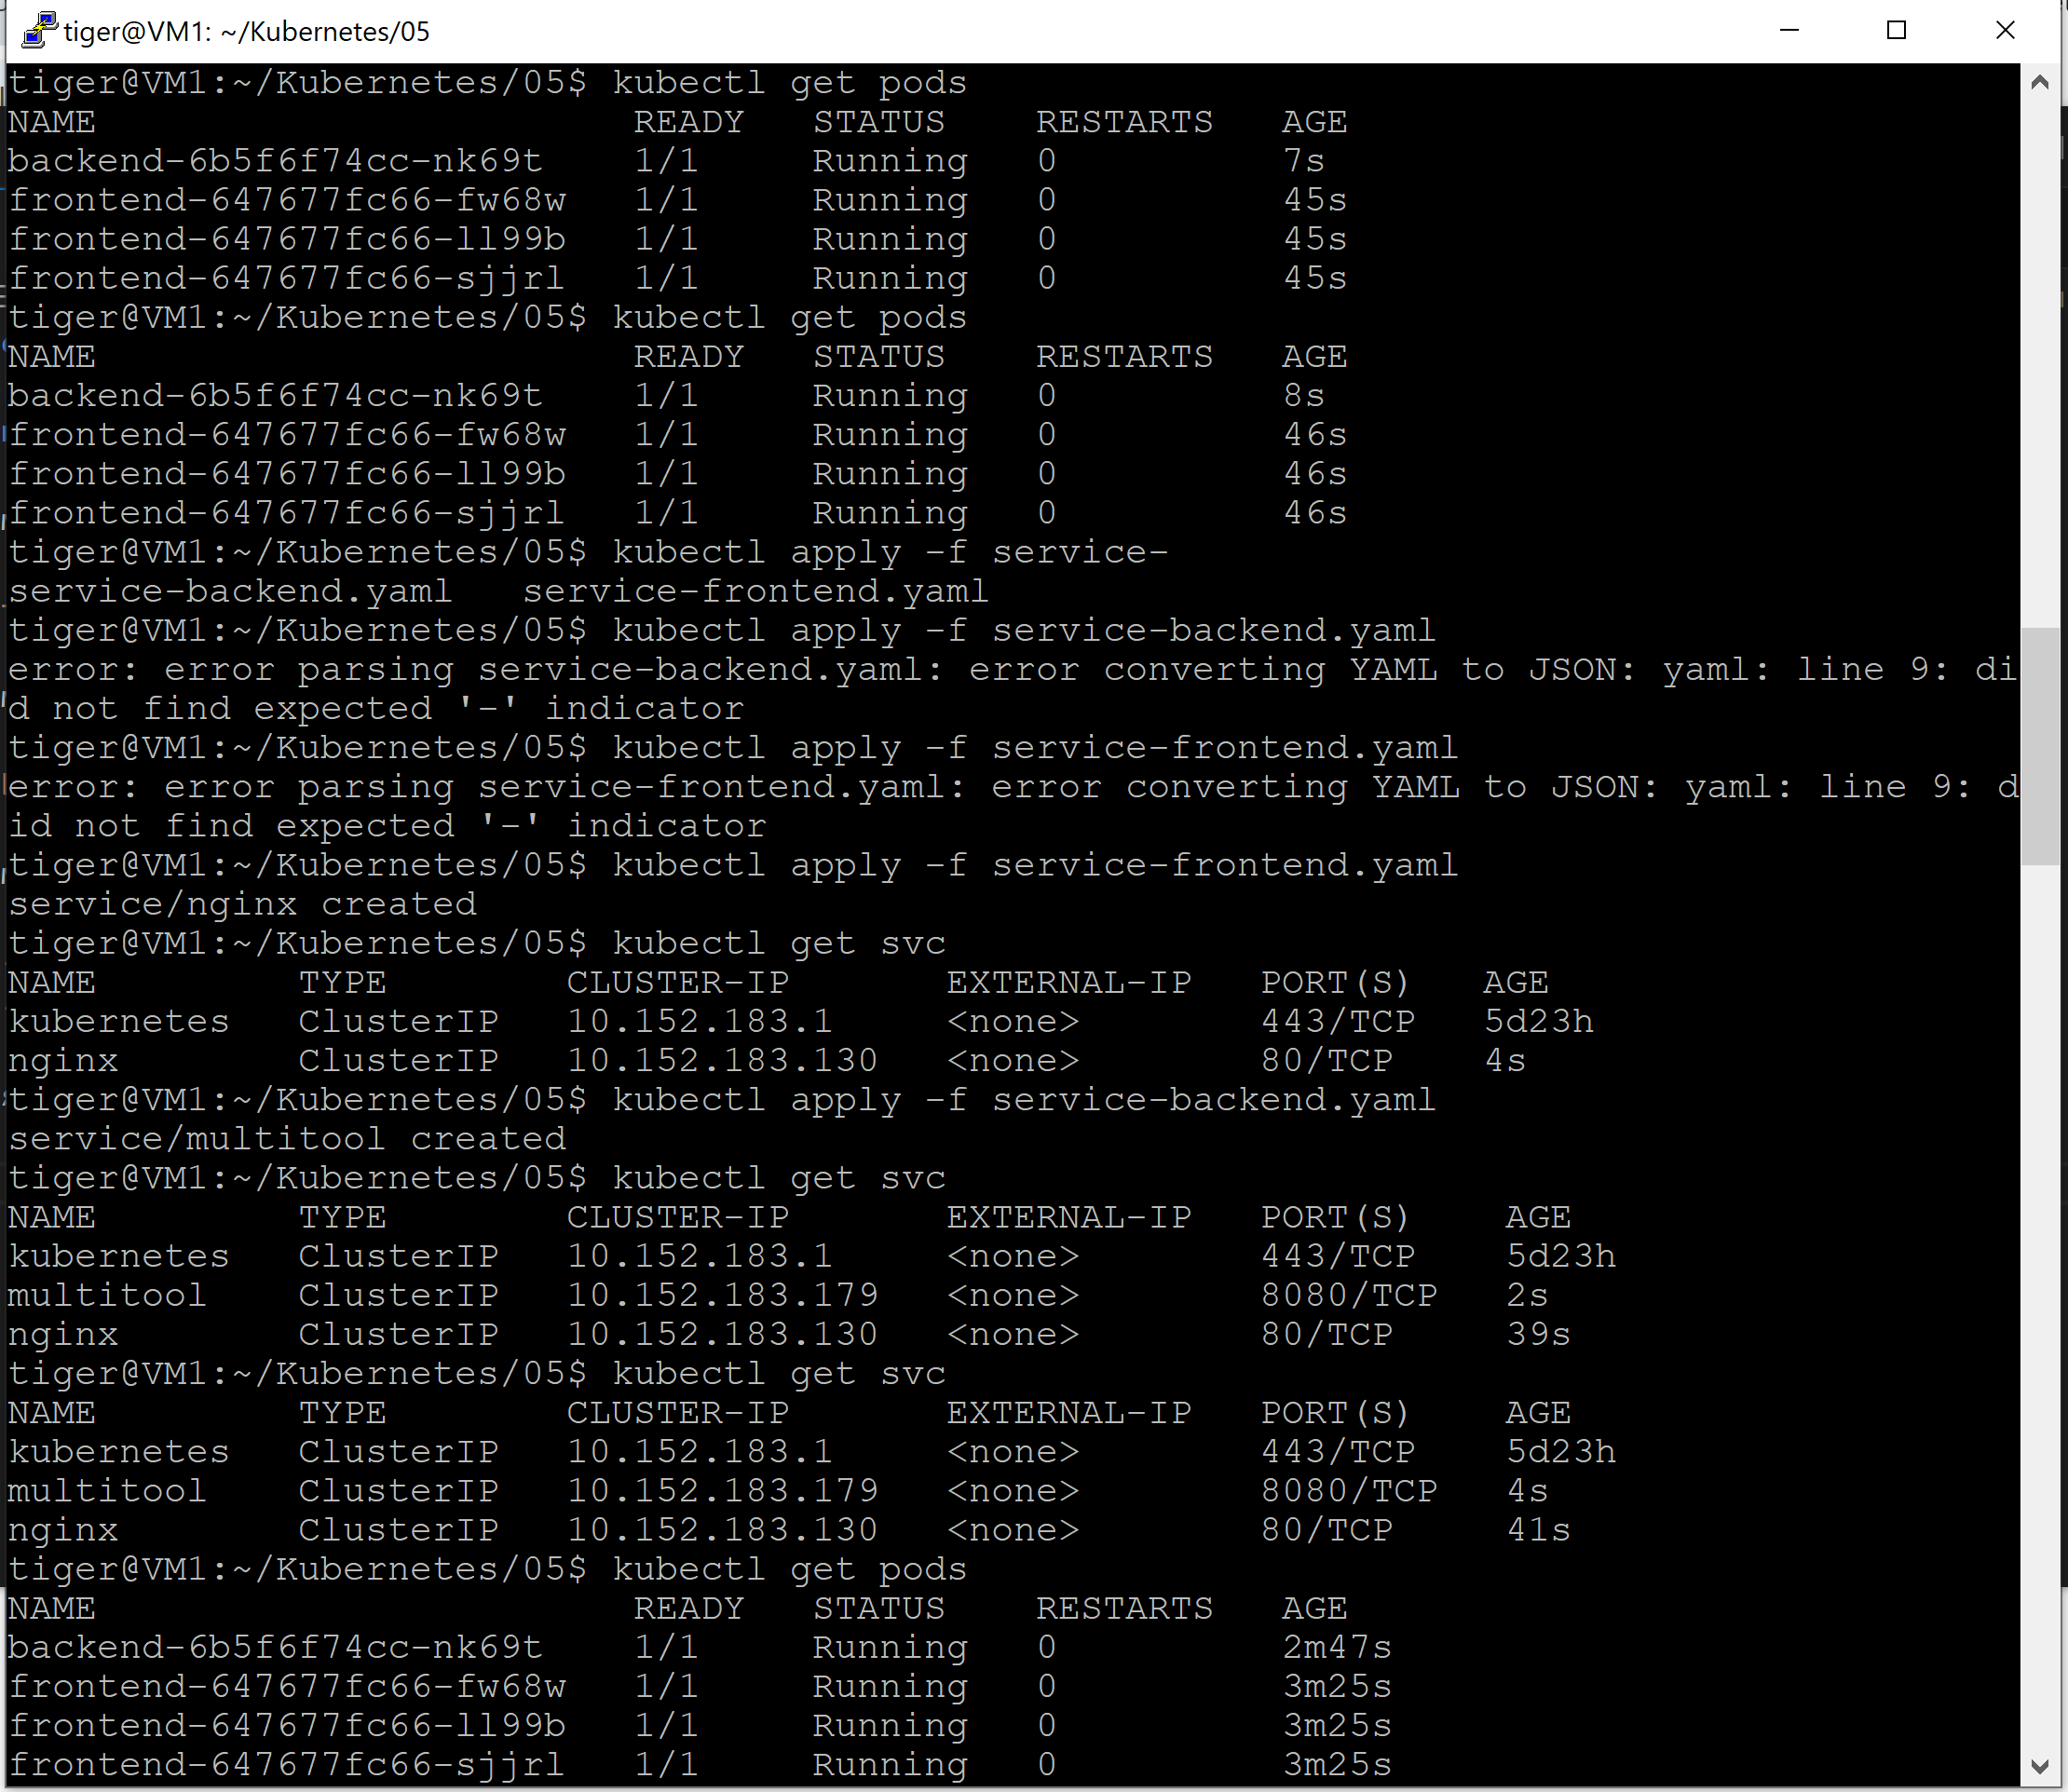 tiger@VM1: ~/Kubernetes/05
tiger@VM1:~/Kubernetes/05$ kubectl get pods
NAME                        READY   STATUS    RESTARTS   AGE
backend-6b5f6f74cc-nk69t    1/1     Running   0          7s
frontend-647677fc66-fw68w   1/1     Running   0          45s
frontend-647677fc66-ll99b   1/1     Running   0          45s
frontend-647677fc66-sjjrl   1/1     Running   0          45s
tiger@VM1:~/Kubernetes/05$ kubectl get pods
NAME                        READY   STATUS    RESTARTS   AGE
backend-6b5f6f74cc-nk69t    1/1     Running   0          8s
frontend-647677fc66-fw68w   1/1     Running   0          46s
frontend-647677fc66-ll99b   1/1     Running   0          46s
frontend-647677fc66-sjjrl   1/1     Running   0          46s
tiger@VM1:~/Kubernetes/05$ kubectl apply -f service-
service-backend.yaml   service-frontend.yaml
tiger@VM1:~/Kubernetes/05$ kubectl apply -f service-backend.yaml
error: error parsing service-backend.yaml: error converting YAML to JSON: yaml: line 9: di
d not find expected '-' indicator
tiger@VM1:~/Kubernetes/05$ kubectl apply -f service-frontend.yaml
error: error parsing service-frontend.yaml: error converting YAML to JSON: yaml: line 9: d
id not find expected '-' indicator
tiger@VM1:~/Kubernetes/05$ kubectl apply -f service-frontend.yaml
service/nginx created
tiger@VM1:~/Kubernetes/05$ kubectl get svc
NAME         TYPE        CLUSTER-IP       EXTERNAL-IP   PORT(S)   AGE
kubernetes   ClusterIP   10.152.183.1     <none>        443/TCP   5d23h
nginx        ClusterIP   10.152.183.130   <none>        80/TCP    4s
tiger@VM1:~/Kubernetes/05$ kubectl apply -f service-backend.yaml
service/multitool created
tiger@VM1:~/Kubernetes/05$ kubectl get svc
NAME         TYPE        CLUSTER-IP       EXTERNAL-IP   PORT(S)    AGE
kubernetes   ClusterIP   10.152.183.1     <none>        443/TCP    5d23h
multitool    ClusterIP   10.152.183.179   <none>        8080/TCP   2s
nginx        ClusterIP   10.152.183.130   <none>        80/TCP     39s
tiger@VM1:~/Kubernetes/05$ kubectl get svc
NAME         TYPE        CLUSTER-IP       EXTERNAL-IP   PORT(S)    AGE
kubernetes   ClusterIP   10.152.183.1     <none>        443/TCP    5d23h
multitool    ClusterIP   10.152.183.179   <none>        8080/TCP   4s
nginx        ClusterIP   10.152.183.130   <none>        80/TCP     41s
tiger@VM1:~/Kubernetes/05$ kubectl get pods
NAME                        READY   STATUS    RESTARTS   AGE
backend-6b5f6f74cc-nk69t    1/1     Running   0          2m47s
frontend-647677fc66-fw68w   1/1     Running   0          3m25s
frontend-647677fc66-ll99b   1/1     Running   0          3m25s
frontend-647677fc66-sjjrl   1/1     Running   0          3m25s